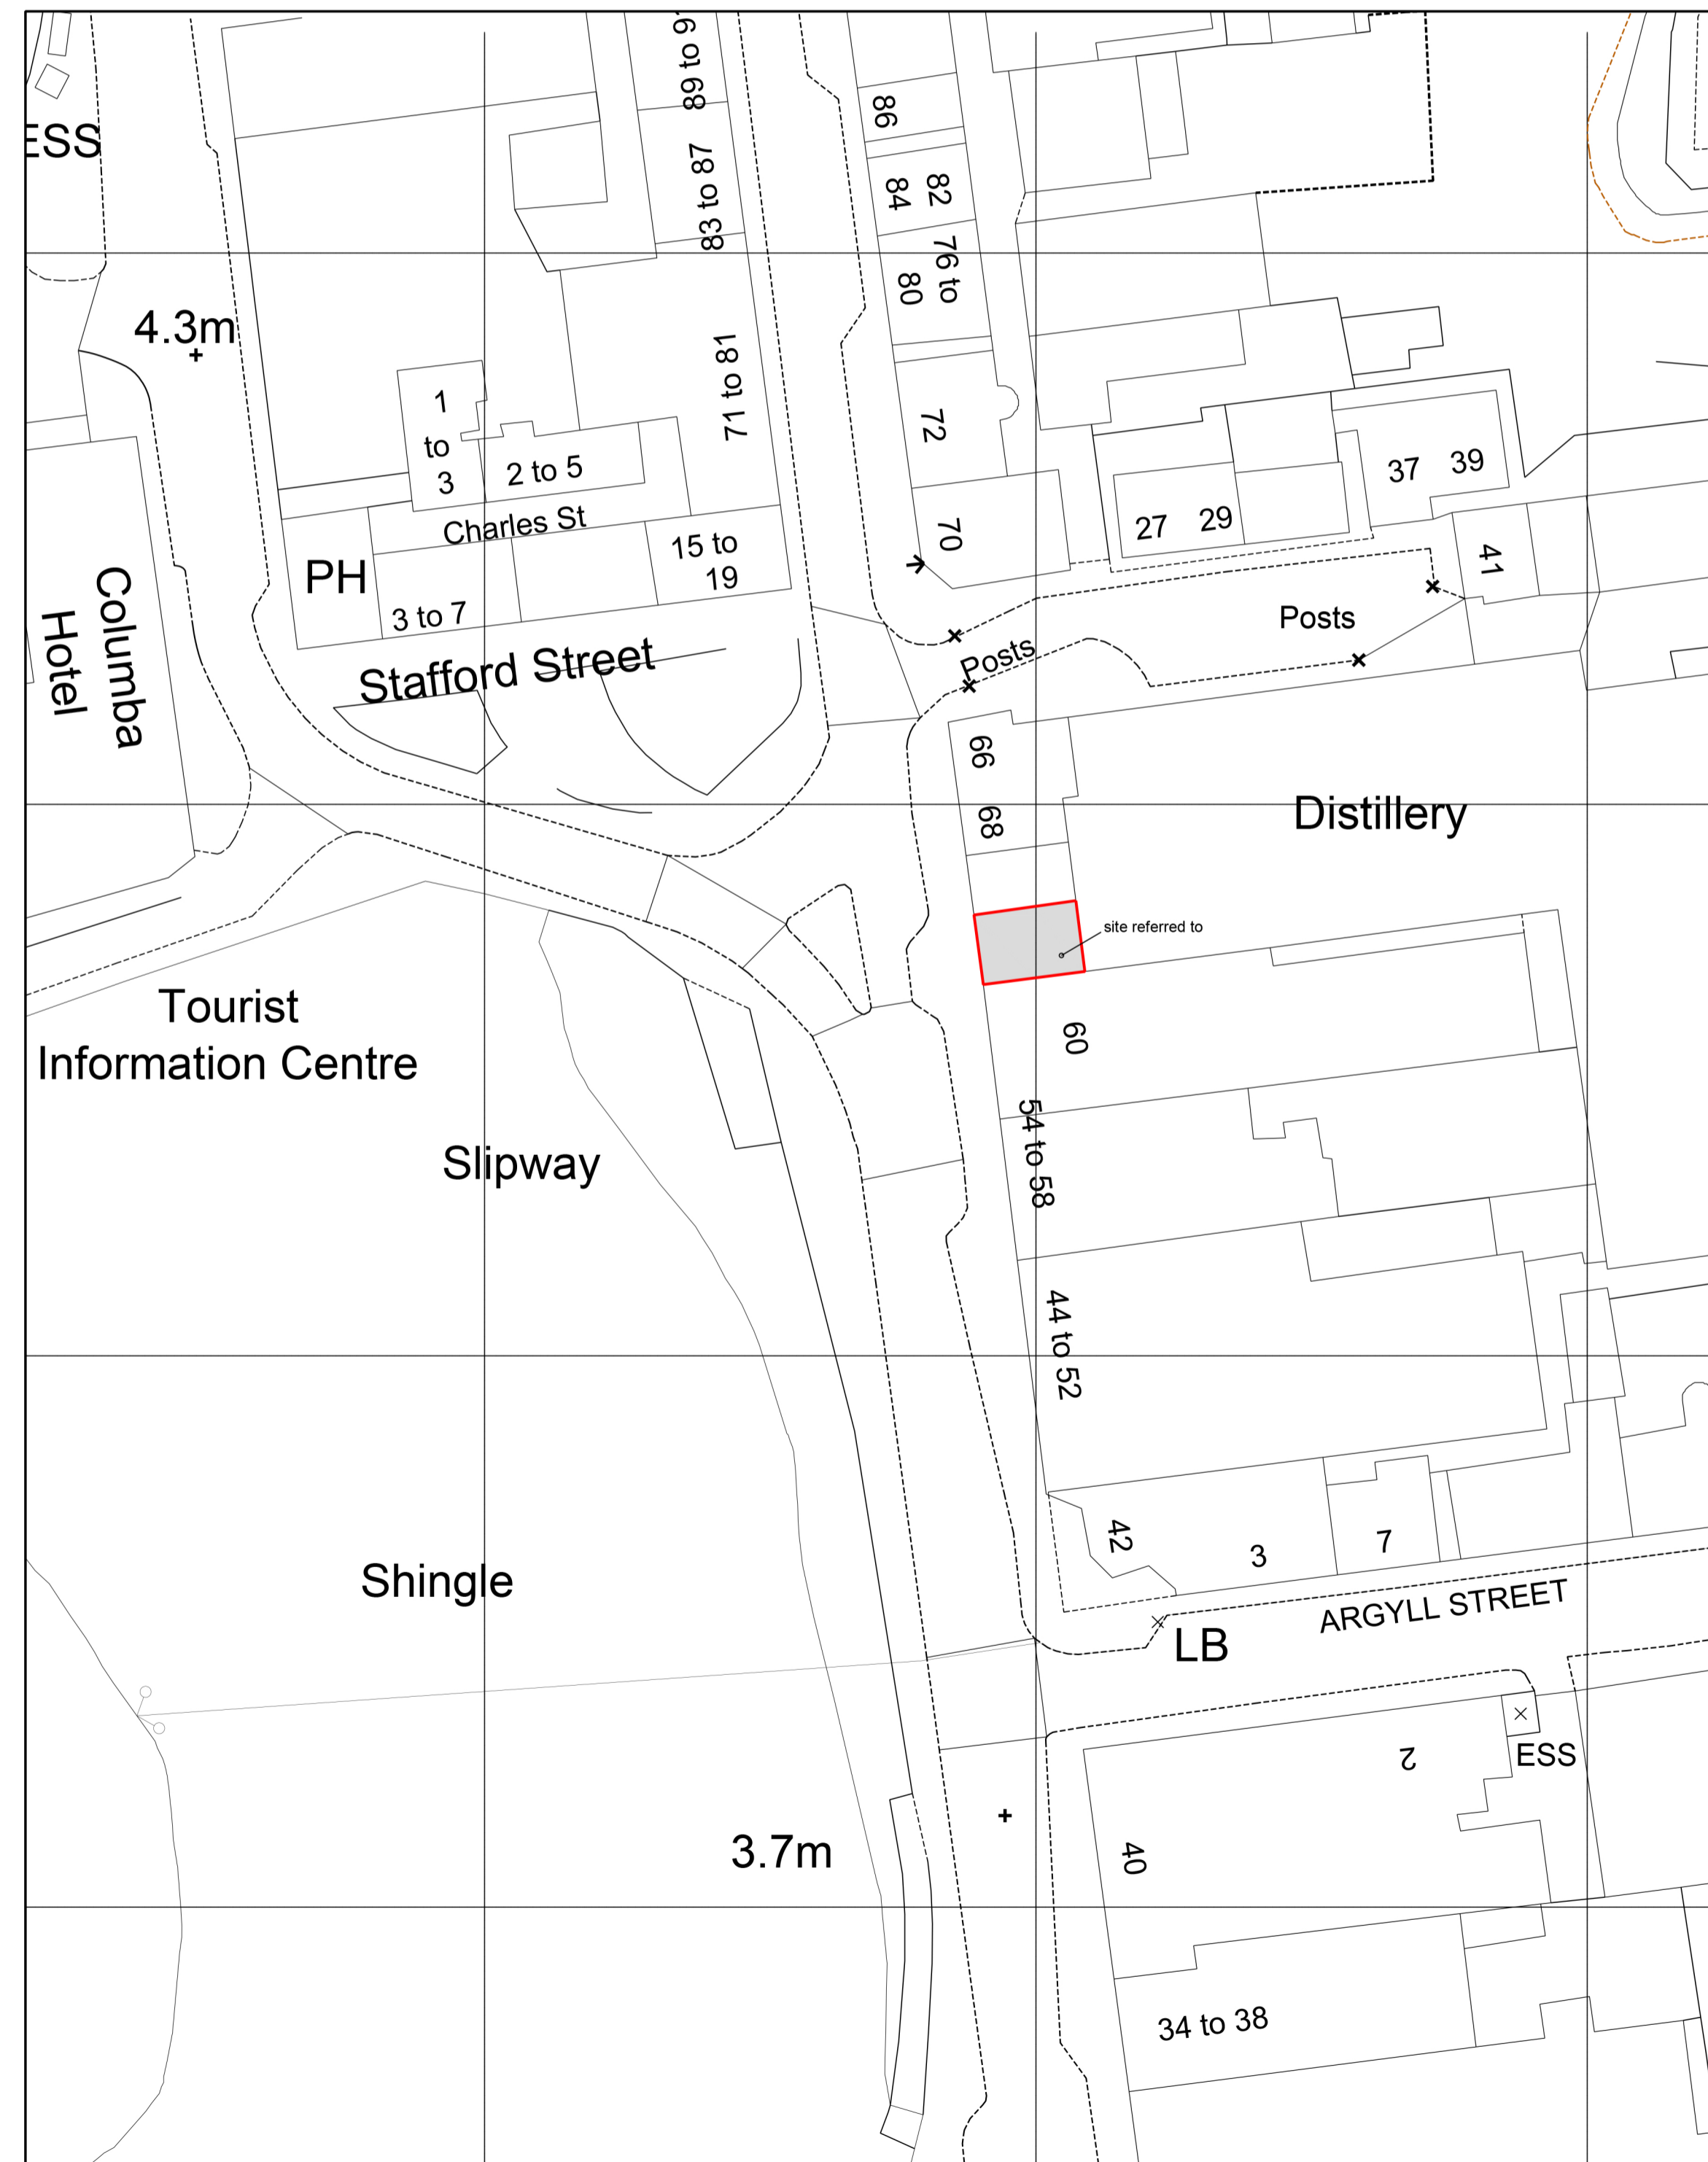 6 to 89
86
ESS
83 to 87
84
82
76 to
80
4.3m
71 to 81
1
to
3
72
2 to 5
37
39
Charles St
27
29
70
15 to
19
41
PH
3 to 7
Columba
Hotel
Posts
Stafford Street
Posts
66
68
Distillery
site referred to
Tourist
Information Centre
60
54 to 58
Slipway
44 to 52
42
3
7
Shingle
ARGYLL STREET
LB
2
ESS
3.7m
40
34 to 38